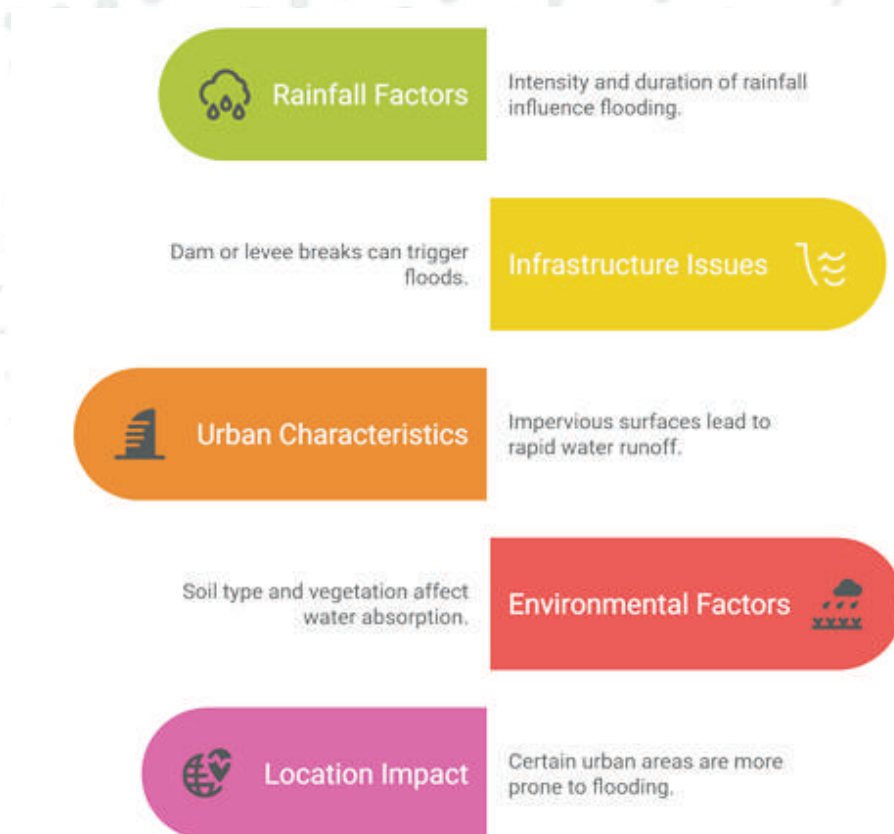 Rainfall Factors
Intensity and duration of rainfall
influence flooding.
Dam or levee breaks can trigger
floods.
Infrastructure Issues
Urban Characteristics
Impervious surfaces lead to
rapid water runoff.
Soil type and vegetation affect
water absorption.
Environmental Factors
Location Impact
Certain urban areas are more
prone to flooding.